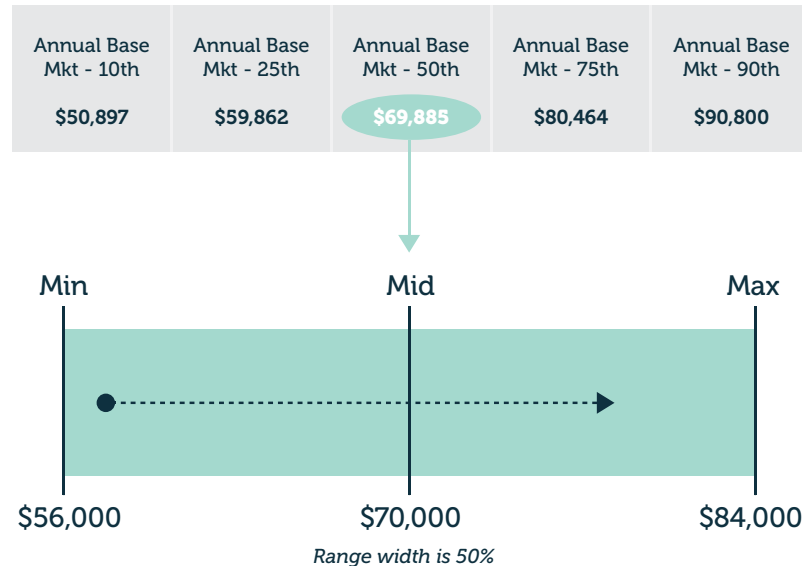 Annual Base
Mkt - 10th
$50,897
Annual Base
Mkt - 25th
$59,862
Annual Base
Mkt - 50th
$69,885
Annual Base
Mkt - 75th
$80,464
Annual Base
Mkt - 90th
$90,800
Min
Mid
Max
$56,000
$70,000
$84,000
Range width is 50%